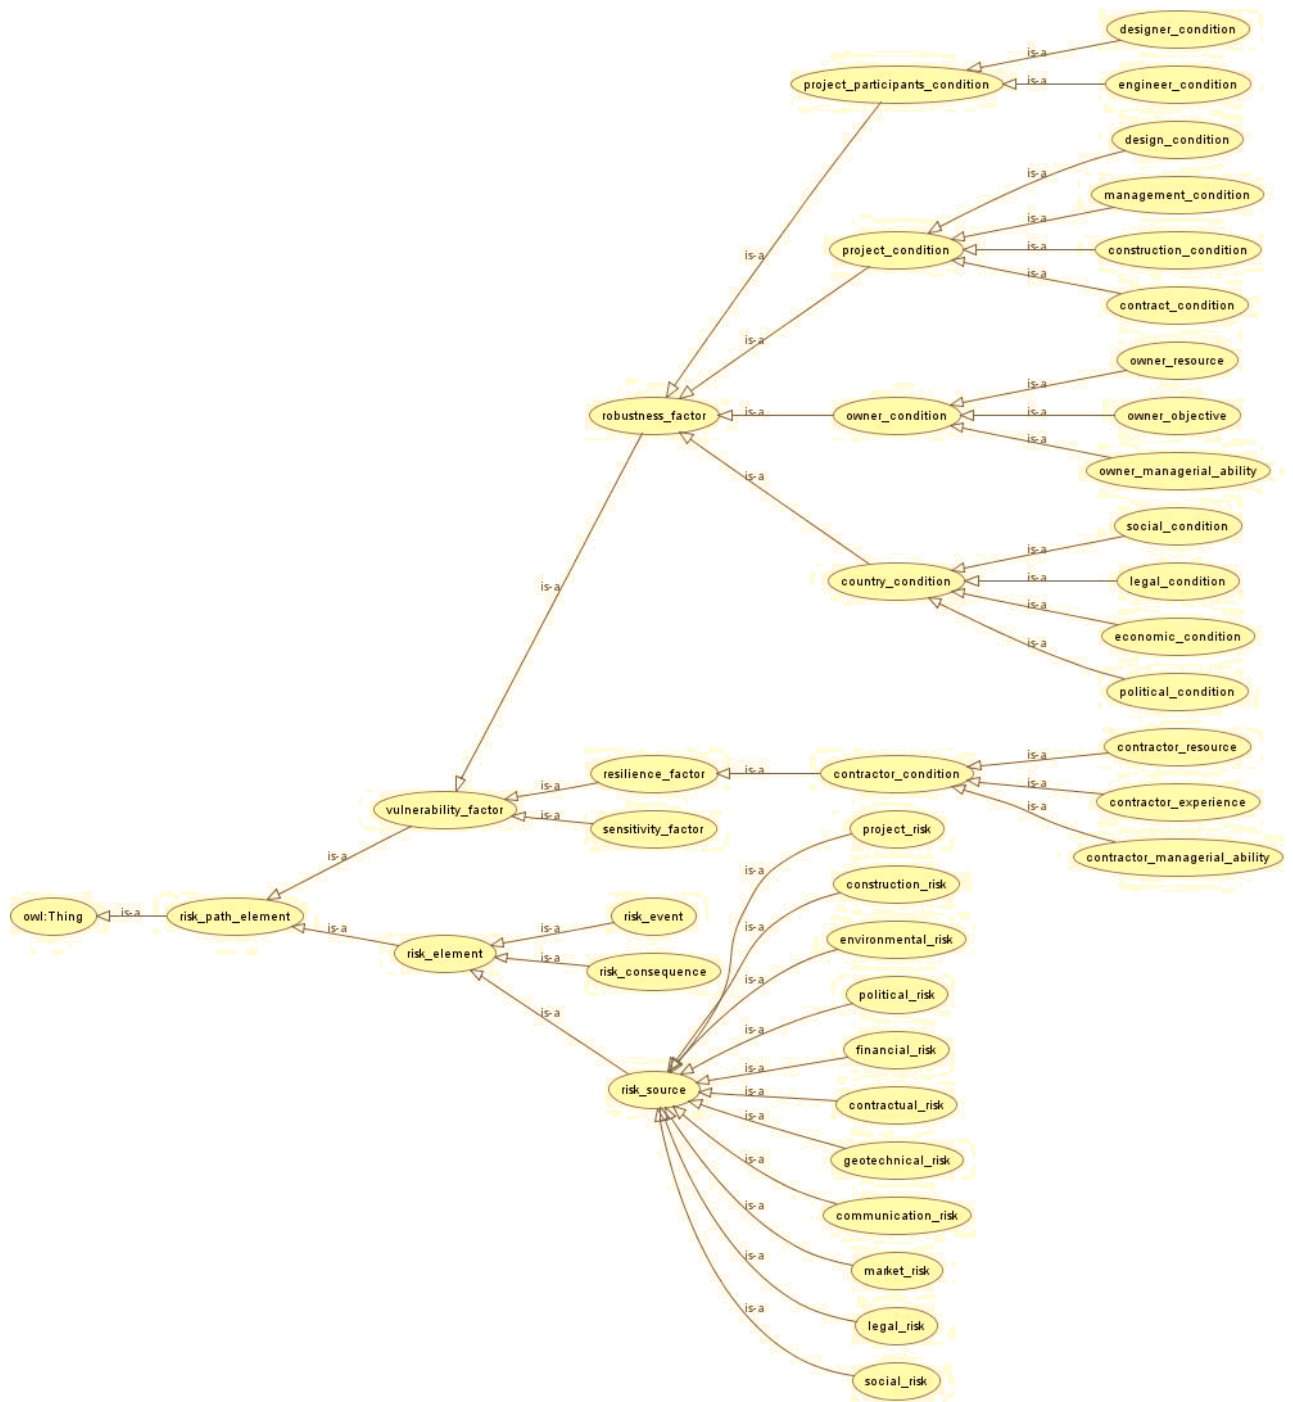 designer_condition
is-a
project_participants_condition
is-a
engineer_condition
design_condition
is-a
management_condition
is-a
project_condition
is-a
construction_condition
is-a
is-a
contract_condition
is-a
owner_resource
is-a
robustness_factor
is-a
owner_condition
is-a
owner_objective
is-a
owner_managerial_ability
is-a
social_condition
is-a
country_condition
is-a
legal_condition
is-a
is-a
economic_condition
is-a
political_condition
contractor_resource
is-a
resilience_factor
is-a
contractor_condition
is-a
is-a
contractor_experience
is-a
vulnerability_factor
is-a
sensitivity_factor
project_risk
is-a
contractor_managerial_ability
is-a
construction_risk
owl:Thing
is-a
risk_path_element
is-a
risk_event
is-a
is-a
environmental_risk
risk_element
is-a
risk_consequence
is-a
political_risk
is-a
is-a
financial_risk
is-a
risk_source
is-a
contractual_risk
is-a
geotechnical_risk
is-a
communication_risk
is-a
market_risk
is-a
legal_risk
is-a
social_risk